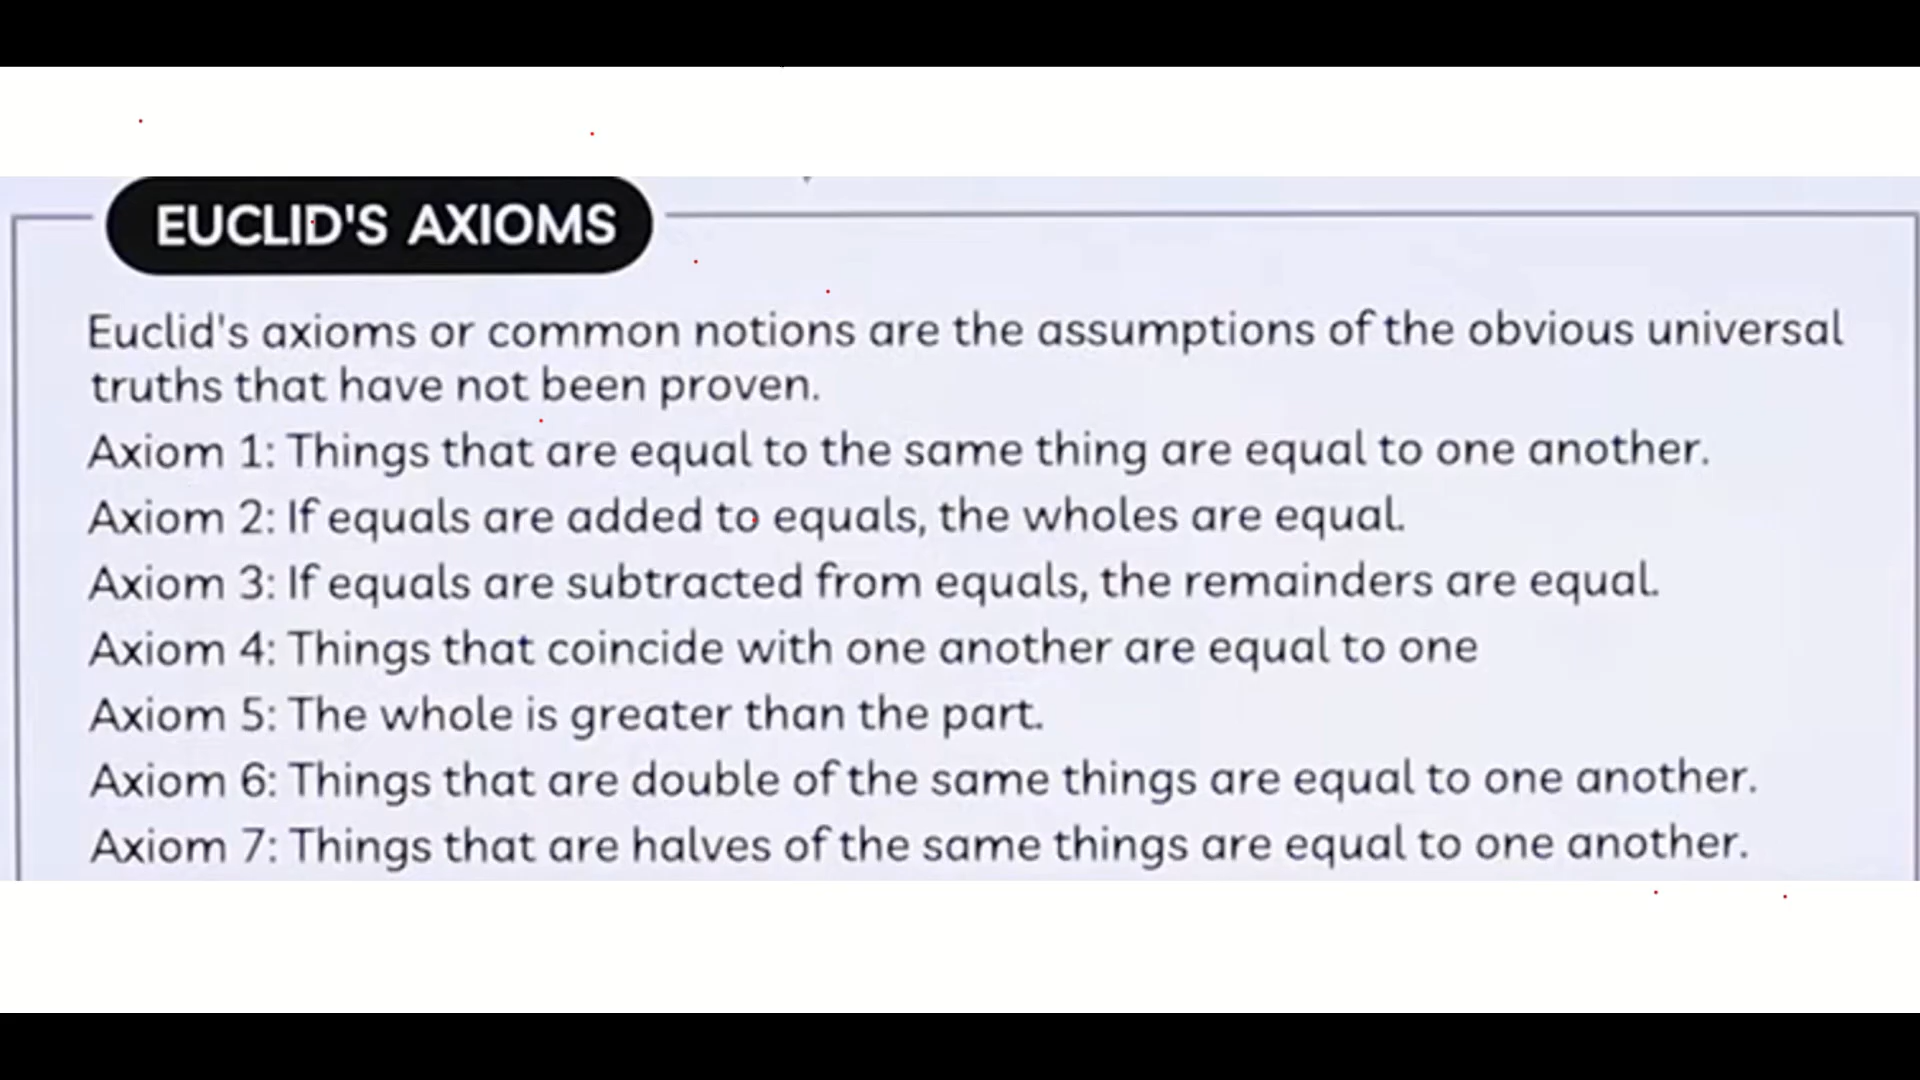 EUCLID'S AXIOMS
Euclid's axioms or common notions are the assumptions of the obvious universal
truths that have not been proven.
Axiom 1: Things that are equal to the same thing are equal to one another.
Axiom 2: If equals are added to equals, the wholes are equal.
Axiom 3: If equals are subtracted from equals, the remainders are equal.
Axiom 4: Things that coincide with one another are equal to one
Axiom 5: The whole is greater than the part.
Axiom 6: Things that are double of the same things are equal to one another.
Axiom 7: Things that are halves of the same things are equal to one another.